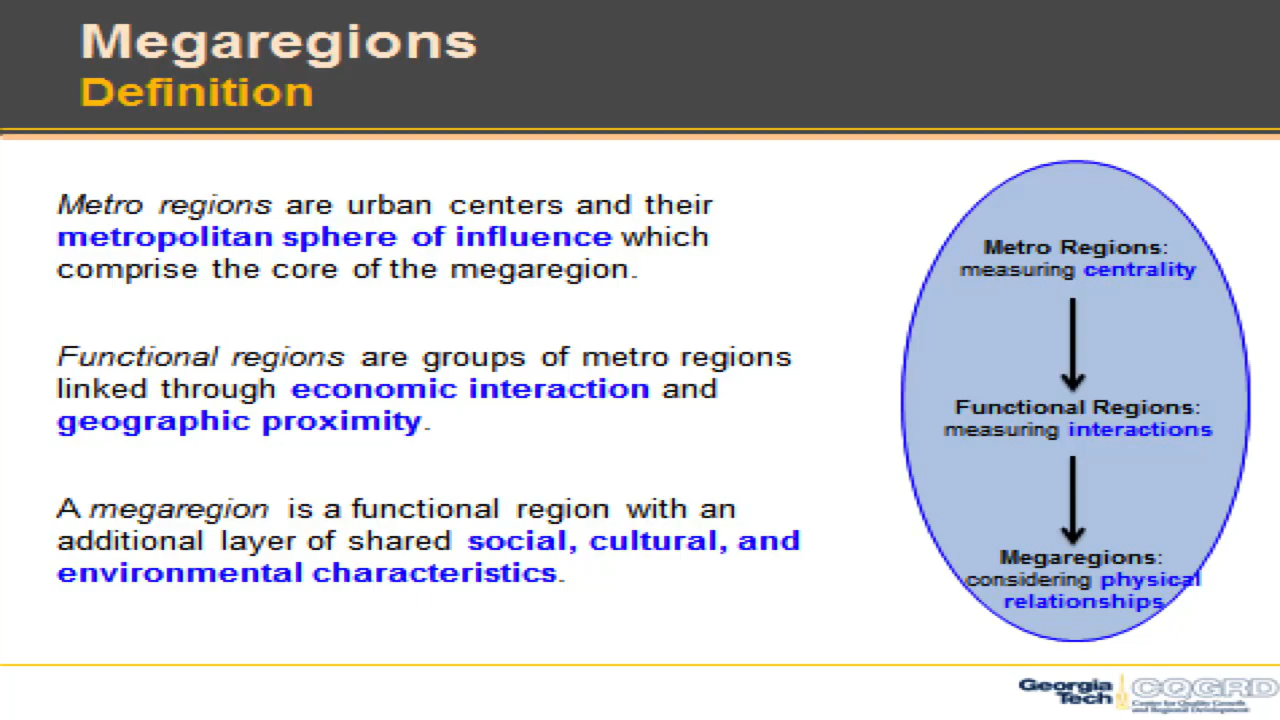 Megaregions
Definition
Metro regions are urban centers and their
metropolitan sphere of influence which
comprise the core of the megaregion.
Functional regions are groups of metro regions
linked through economic interaction and
geographic proximity.
A megaregion is a functional region with an
additional layer of shared social, cultural, and
environmental characteristics.
Metro Regions:
measuring centrality
Functional Regions:
measuring interactions
Megaregions:
considering physical
relationships
Georgia
Tech
CQGRD
Center for Quality Growth
and Regional Development